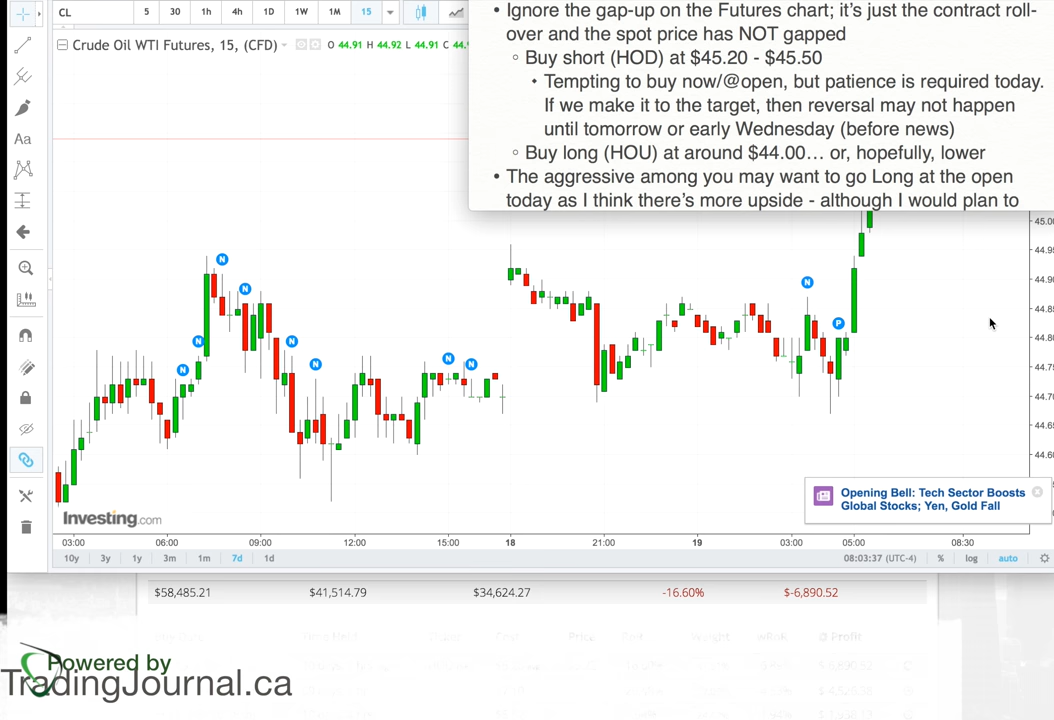 CL
5 30 1h 4h 1D 1W 1M 15
Crude Oil WTI Futures, 15, (CFD)
O 44.91 H 44.92 L 44.91 C
• Ignore the gap-up on the Futures chart; it's just the contract roll-
over and the spot price has NOT gapped
Buy short (HOD) at $45.20 - $45.50
Tempting to buy now/@open, but patience is required today.
If we make it to the target, then reversal may not happen
until tomorrow or early Wednesday (before news)
Buy long (HOU) at around $44.00… or, hopefully, lower
• The aggressive among you may want to go Long at the open
today as I think there's more upside - although I would plan to
Aa
N
N
N
N
N
N
N
N
N
P
44.95
44.90
44.85
44.80
44.75
44.70
44.65
44.60
Opening Bell: Tech Sector Boosts
Global Stocks; Yen, Gold Fall
Investing.com
03:00 06:00 09:00 12:00 15:00 18 21:00 19 03:00 05:00 08:30
10y 3y 1y 3m 1m 7d 1d 08:03:37 (UTC-4) % log auto
$58,485.21 $41,514.79 $34,624.27 -16.60% $-6,890.52
Powered by
TradingJournal.ca